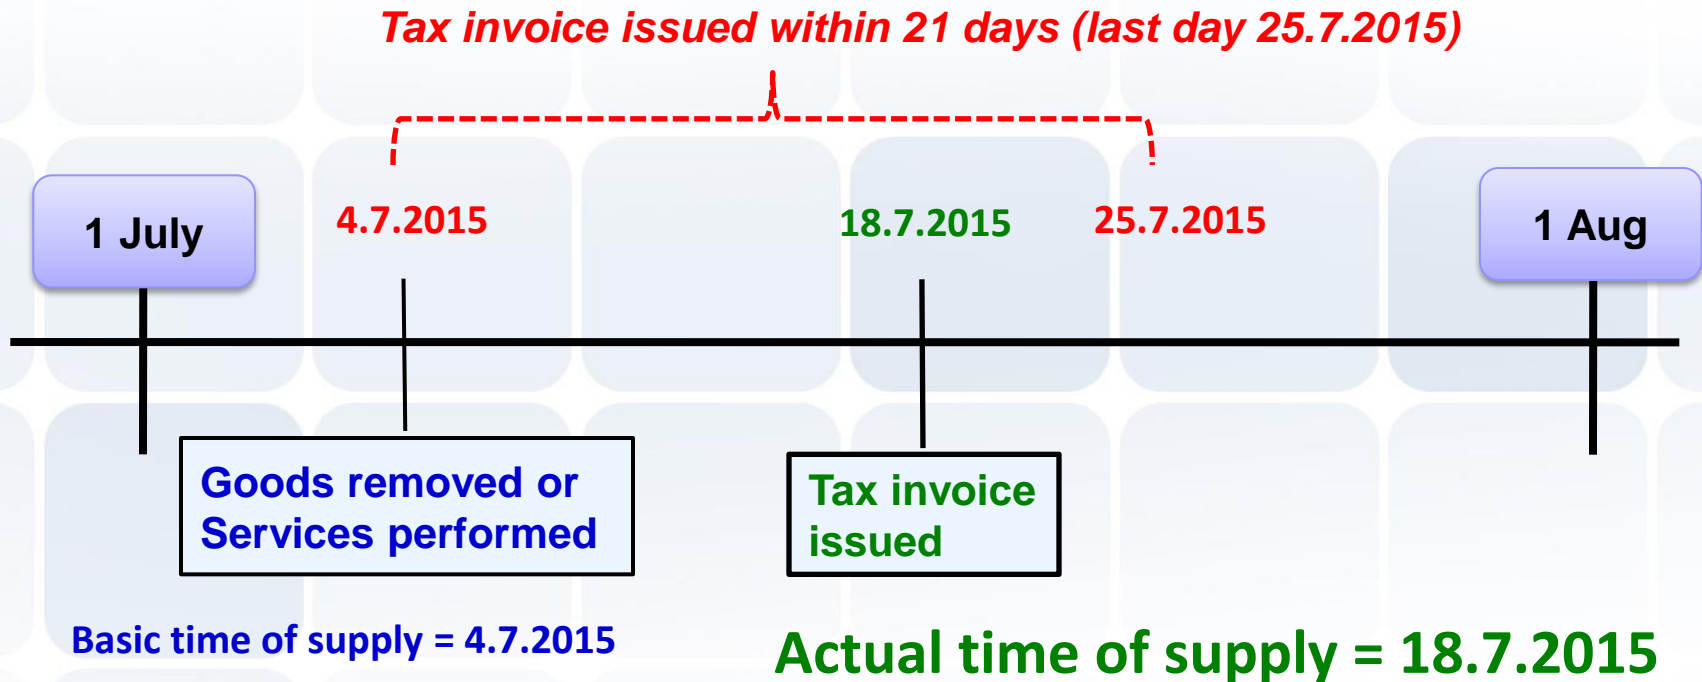 Tax invoice issued within 21 days (last day 25.7.2015)
1 July
4.7.2015
18.7.2015
25.7.2015
1 Aug
Goods removed or
Services performed
Tax invoice
issued
Basic time of supply = 4.7.2015
Actual time of supply = 18.7.2015